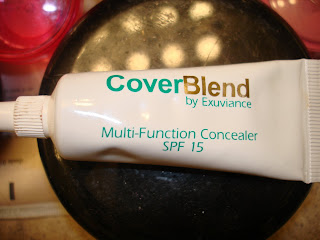 CoverBlend
by Exuviance
Multi-Function Concealer
SPF 15